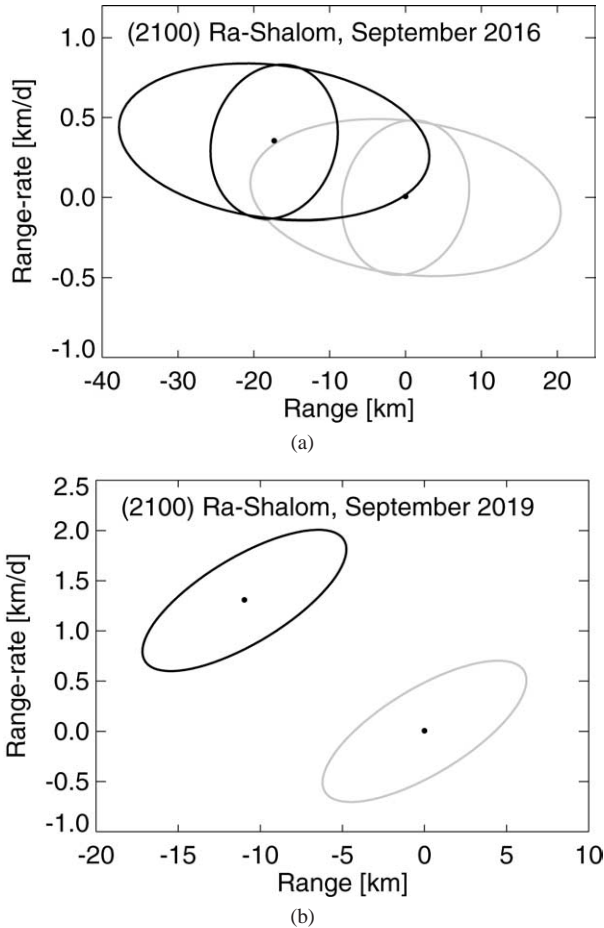 (2100) Ra-Shalom, September 2016
Range-rate [km/d]
1.0
0.5
0.0
-0.5
-1.0
-40 -30 -20 -10 0 10 20
Range [km]
(a)
(2100) Ra-Shalom, September 2019
Range-rate [km/d]
2.5
2.0
1.5
1.0
0.5
0.0
-0.5
-1.0
-20 -15 -10 -5 0 5 10
Range [km]
(b)